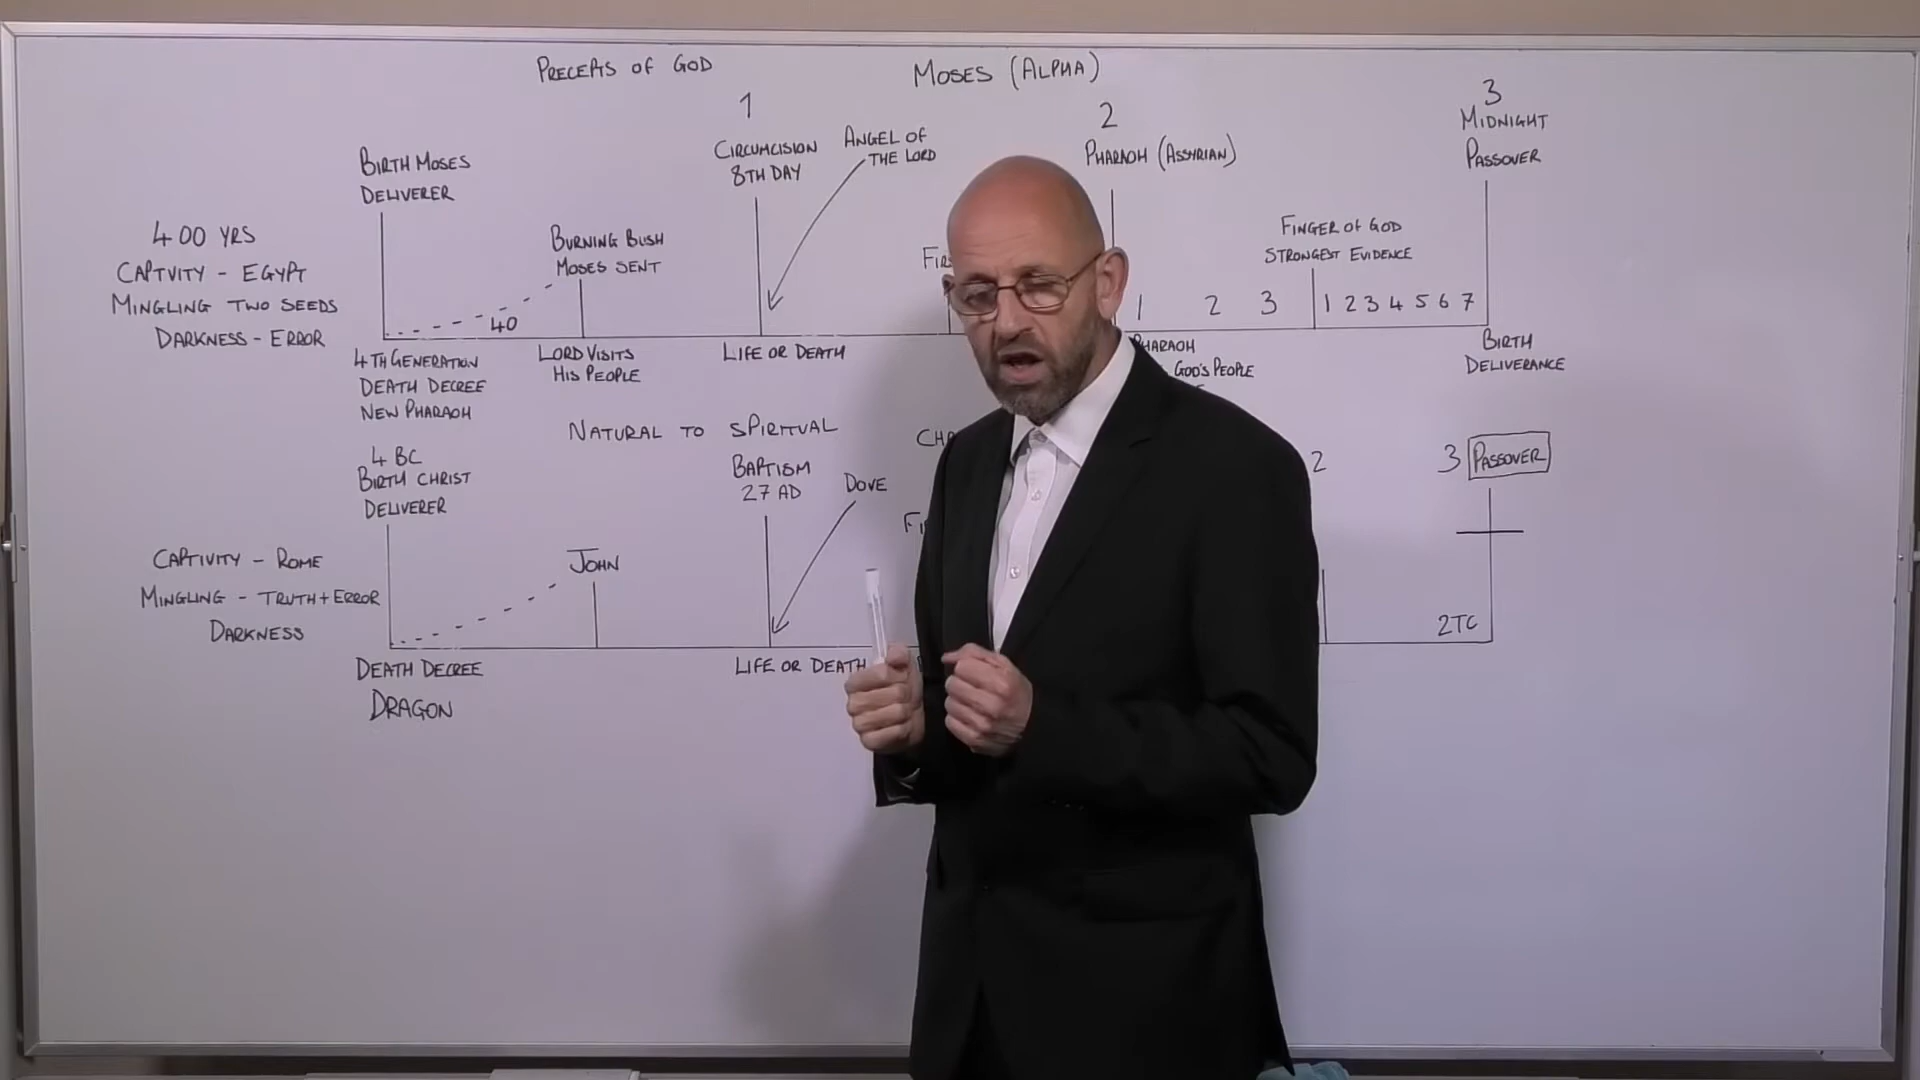 PRECEPTS OF GOD
MOSES (ALPHA)
1
2
3
MIDNIGHT
PASSOVER
CIRCUMCISION
8TH DAY
ANGEL OF
THE LORD
PHARAOH (ASSYRIAN)
BIRTH MOSES
DELIVERER
BURNING BUSH
MOSES SENT
400 YRS
CAPTVITY - EGYPT
MINGLING TWO SEEDS
DARKNESS - ERROR
FINGER OF GOD
STRONGEST EVIDENCE
40
1 2 3
1 2 3 4 5 6 7
4TH GENERATION
DEATH DECREE
NEW PHARAOH
LORD VISITS
HIS PEOPLE
LIFE OR DEATH
PHARAOH
GOD'S PEOPLE
BIRTH
DELIVERANCE
NATURAL TO SPIRITUAL
4 BC
BIRTH CHRIST
DELIVERER
BAPTISM
27 AD
DOVE
2
3 PASSOVER
CAPTIVITY - ROME
MINGLING - TRUTH + ERROR
DARKNESS
JOHN
2TC
DEATH DECREE
DRAGON
LIFE OR DEATH